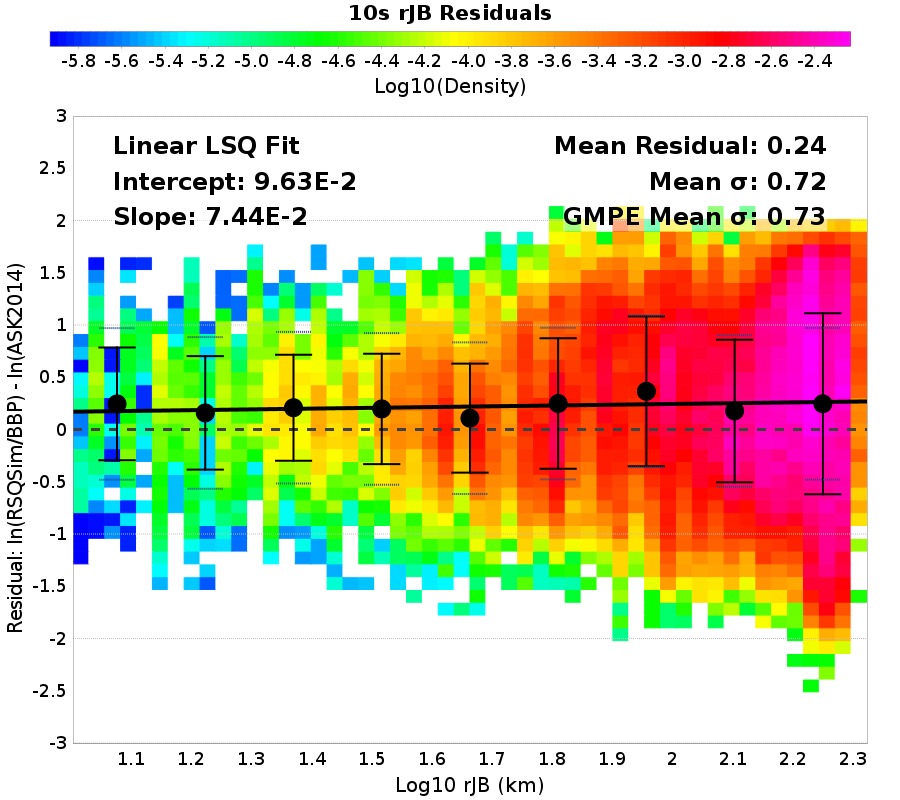 10s rJB Residuals
-5.8 -5.6 -5.4 -5.2 -5.0 -4.8 -4.6 -4.4 -4.2 -4.0 -3.8 -3.6 -3.4 -3.2 -3.0 -2.8 -2.6 -2.4
Log10(Density)
Linear LSQ Fit
Intercept: 9.63E-2
Slope: 7.44E-2
Mean Residual: 0.24
Mean σ: 0.72
GMPE Mean σ: 0.73
Residual: ln(RSQSim/BBP) - ln(ASK2014)
3
2.5
2
1.5
1
0.5
0
-0.5
-1
-1.5
-2
-2.5
-3
1.1 1.2 1.3 1.4 1.5 1.6 1.7 1.8 1.9 2 2.1 2.2 2.3
Log10 rJB (km)